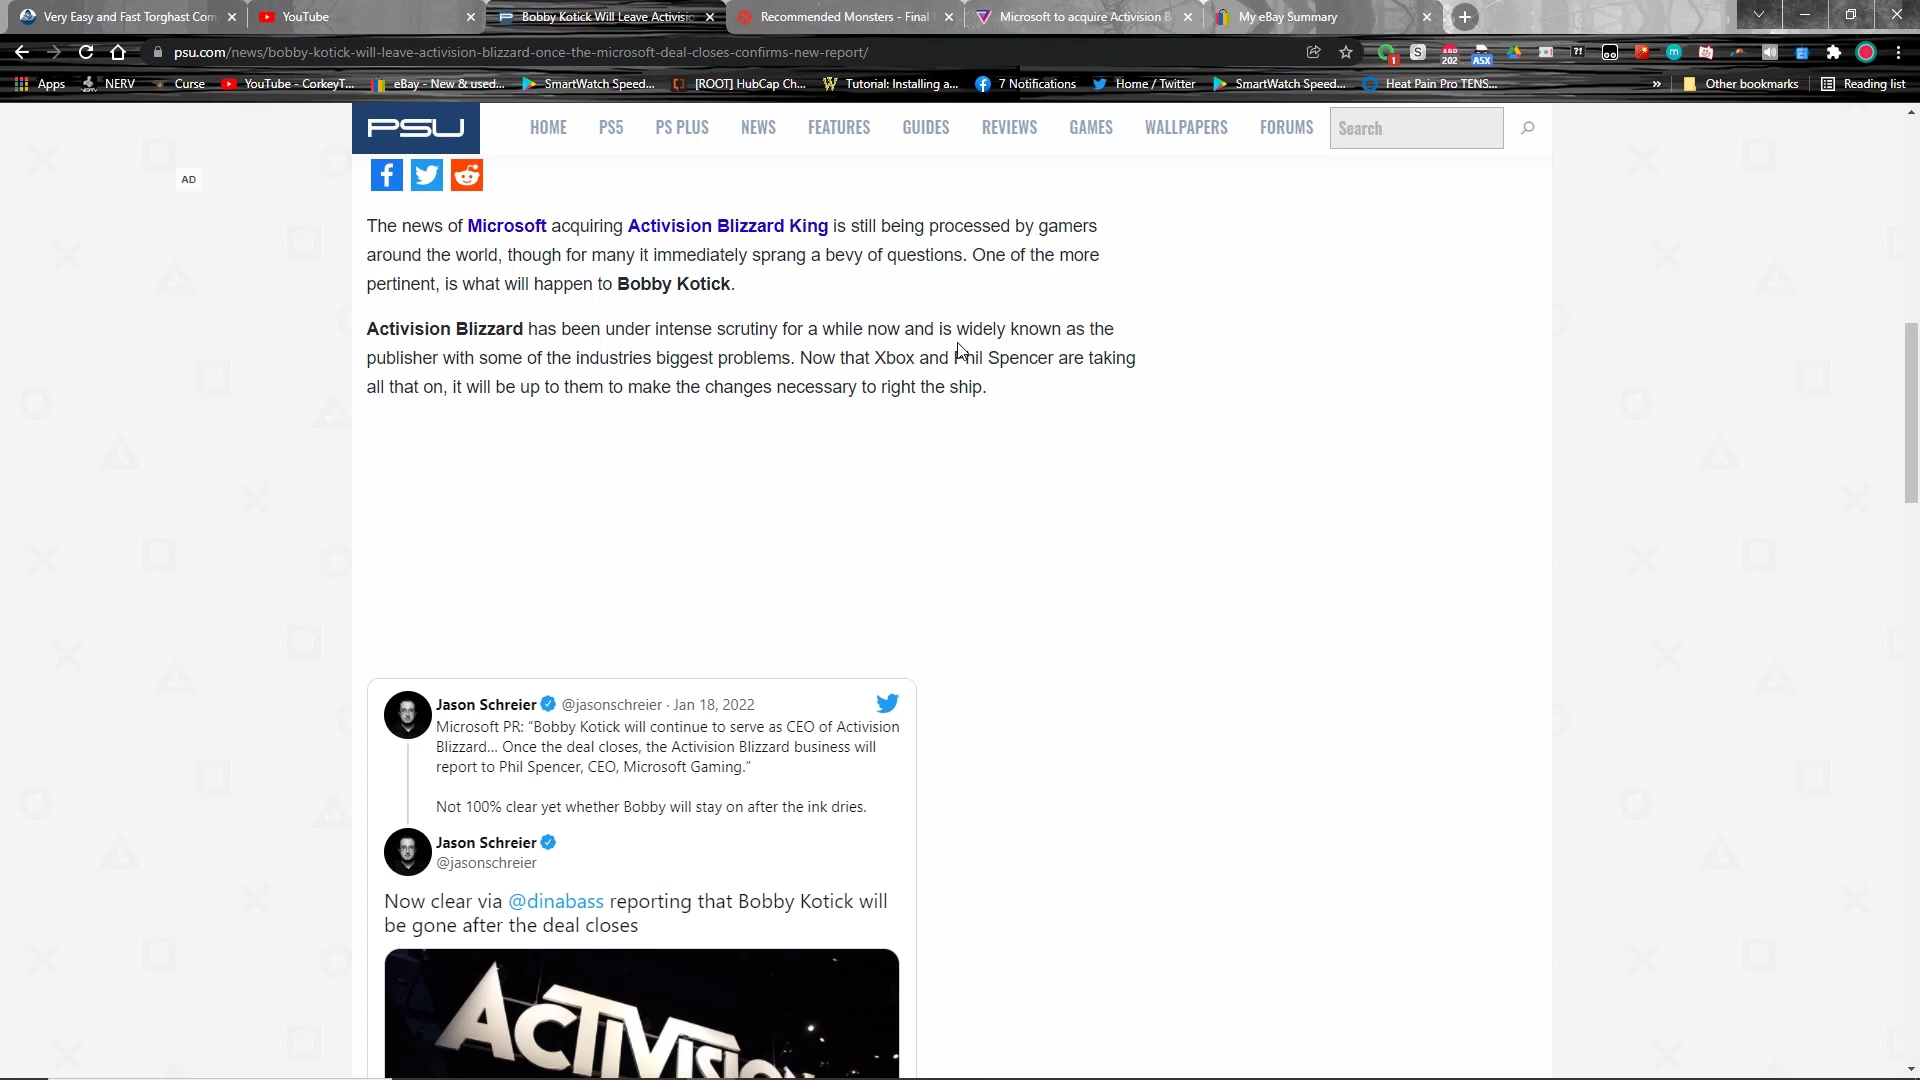 Very Easy and Fast Torghast Com
YouTube
Bobby Kotick Will Leave Activisi
Recommended Monsters - Final
Microsoft to acquire Activision B
My eBay Summary
psu.com/news/bobby-kotick-will-leave-activision-blizzard-once-the-microsoft-deal-closes-confirms-new-report/
1
S
202
ASX
Apps
NERV
Curse
YouTube - CorkeyT...
eBay - New & used...
SmartWatch Speed...
[ROOT] HubCap Ch...
Tutorial: Installing a...
7 Notifications
Home / Twitter
SmartWatch Speed...
Heat Pain Pro TENS...
»
Other bookmarks
Reading list
PSU
HOME
PS5
PS PLUS
NEWS
FEATURES
GUIDES
REVIEWS
GAMES
WALLPAPERS
FORUMS
Search
AD
The news of Microsoft acquiring Activision Blizzard King is still being processed by gamers
around the world, though for many it immediately sprang a bevy of questions. One of the more
pertinent, is what will happen to Bobby Kotick.
Activision Blizzard has been under intense scrutiny for a while now and is widely known as the
publisher with some of the industries biggest problems. Now that Xbox and Phil Spencer are taking
all that on, it will be up to them to make the changes necessary to right the ship.
Jason Schreier @jasonschreier · Jan 18, 2022
Microsoft PR: “Bobby Kotick will continue to serve as CEO of Activision
Blizzard... Once the deal closes, the Activision Blizzard business will
report to Phil Spencer, CEO, Microsoft Gaming.”
Not 100% clear yet whether Bobby will stay on after the ink dries.
Jason Schreier
@jasonschreier
Now clear via @dinabass reporting that Bobby Kotick will
be gone after the deal closes
ACTIVISION